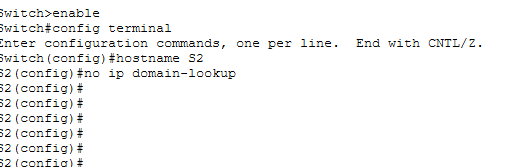 Switch>enable
Switch#config terminal
Enter configuration commands, one per line.  End with CNTL/Z.
Switch(config)#hostname S2
S2(config)#no ip domain-lookup
S2(config)#
S2(config)#
S2(config)#
S2(config)#
S2(config)#
S2(config)#